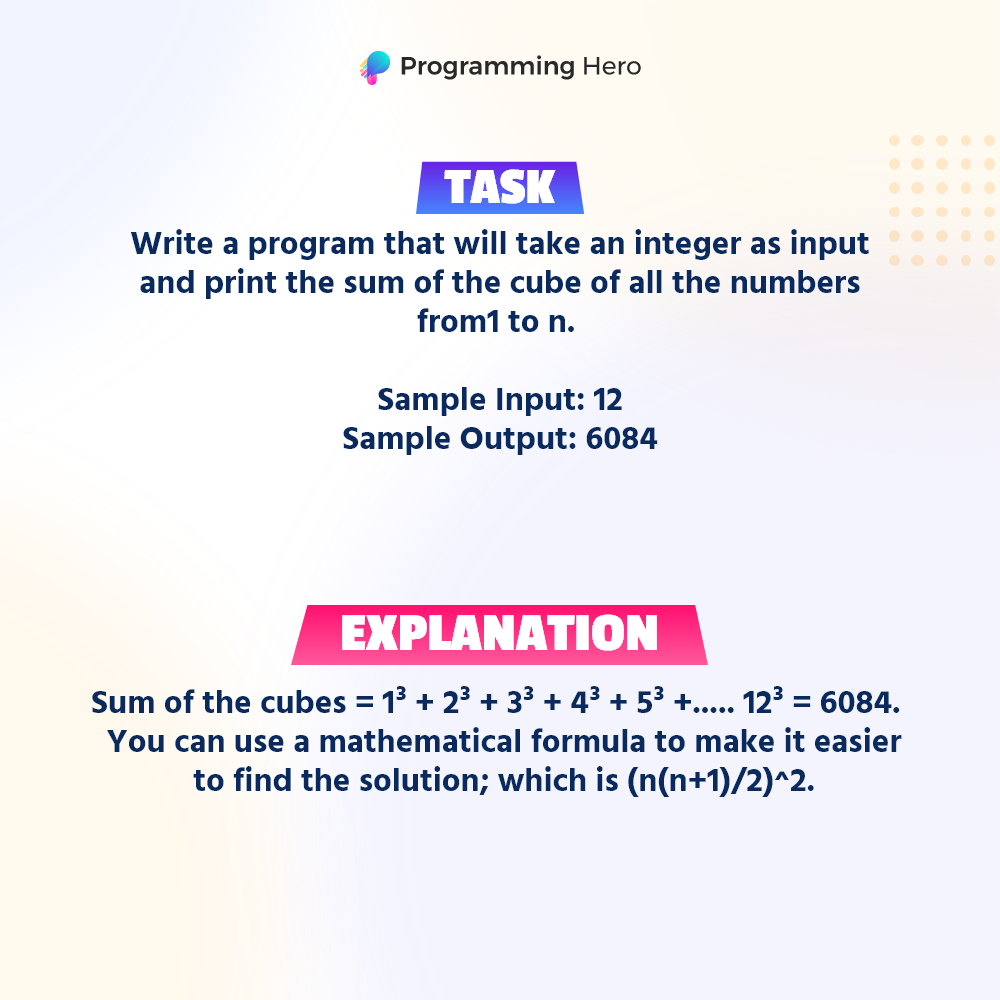 Programming Hero
TASK
Write a program that will take an integer as input
and print the sum of the cube of all the numbers
from1 to n.
Sample Input: 12
Sample Output: 6084
EXPLANATION
Sum of the cubes = 1³ + 2³ + 3³ + 4³ + 5³ +..... 12³ = 6084.
You can use a mathematical formula to make it easier
to find the solution; which is (n(n+1)/2)^2.